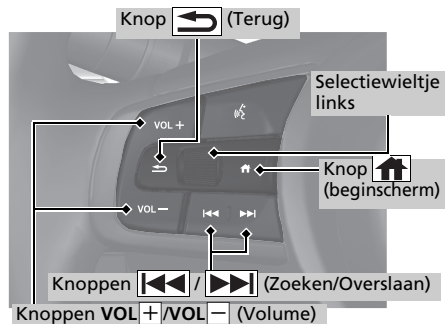 Knop (Terug)
Selectiewieltje
links
VOL +
Knop
(beginscherm)
VOL −
Knoppen / (Zoeken/Overslaan)
Knoppen VOL + /VOL − (Volume)